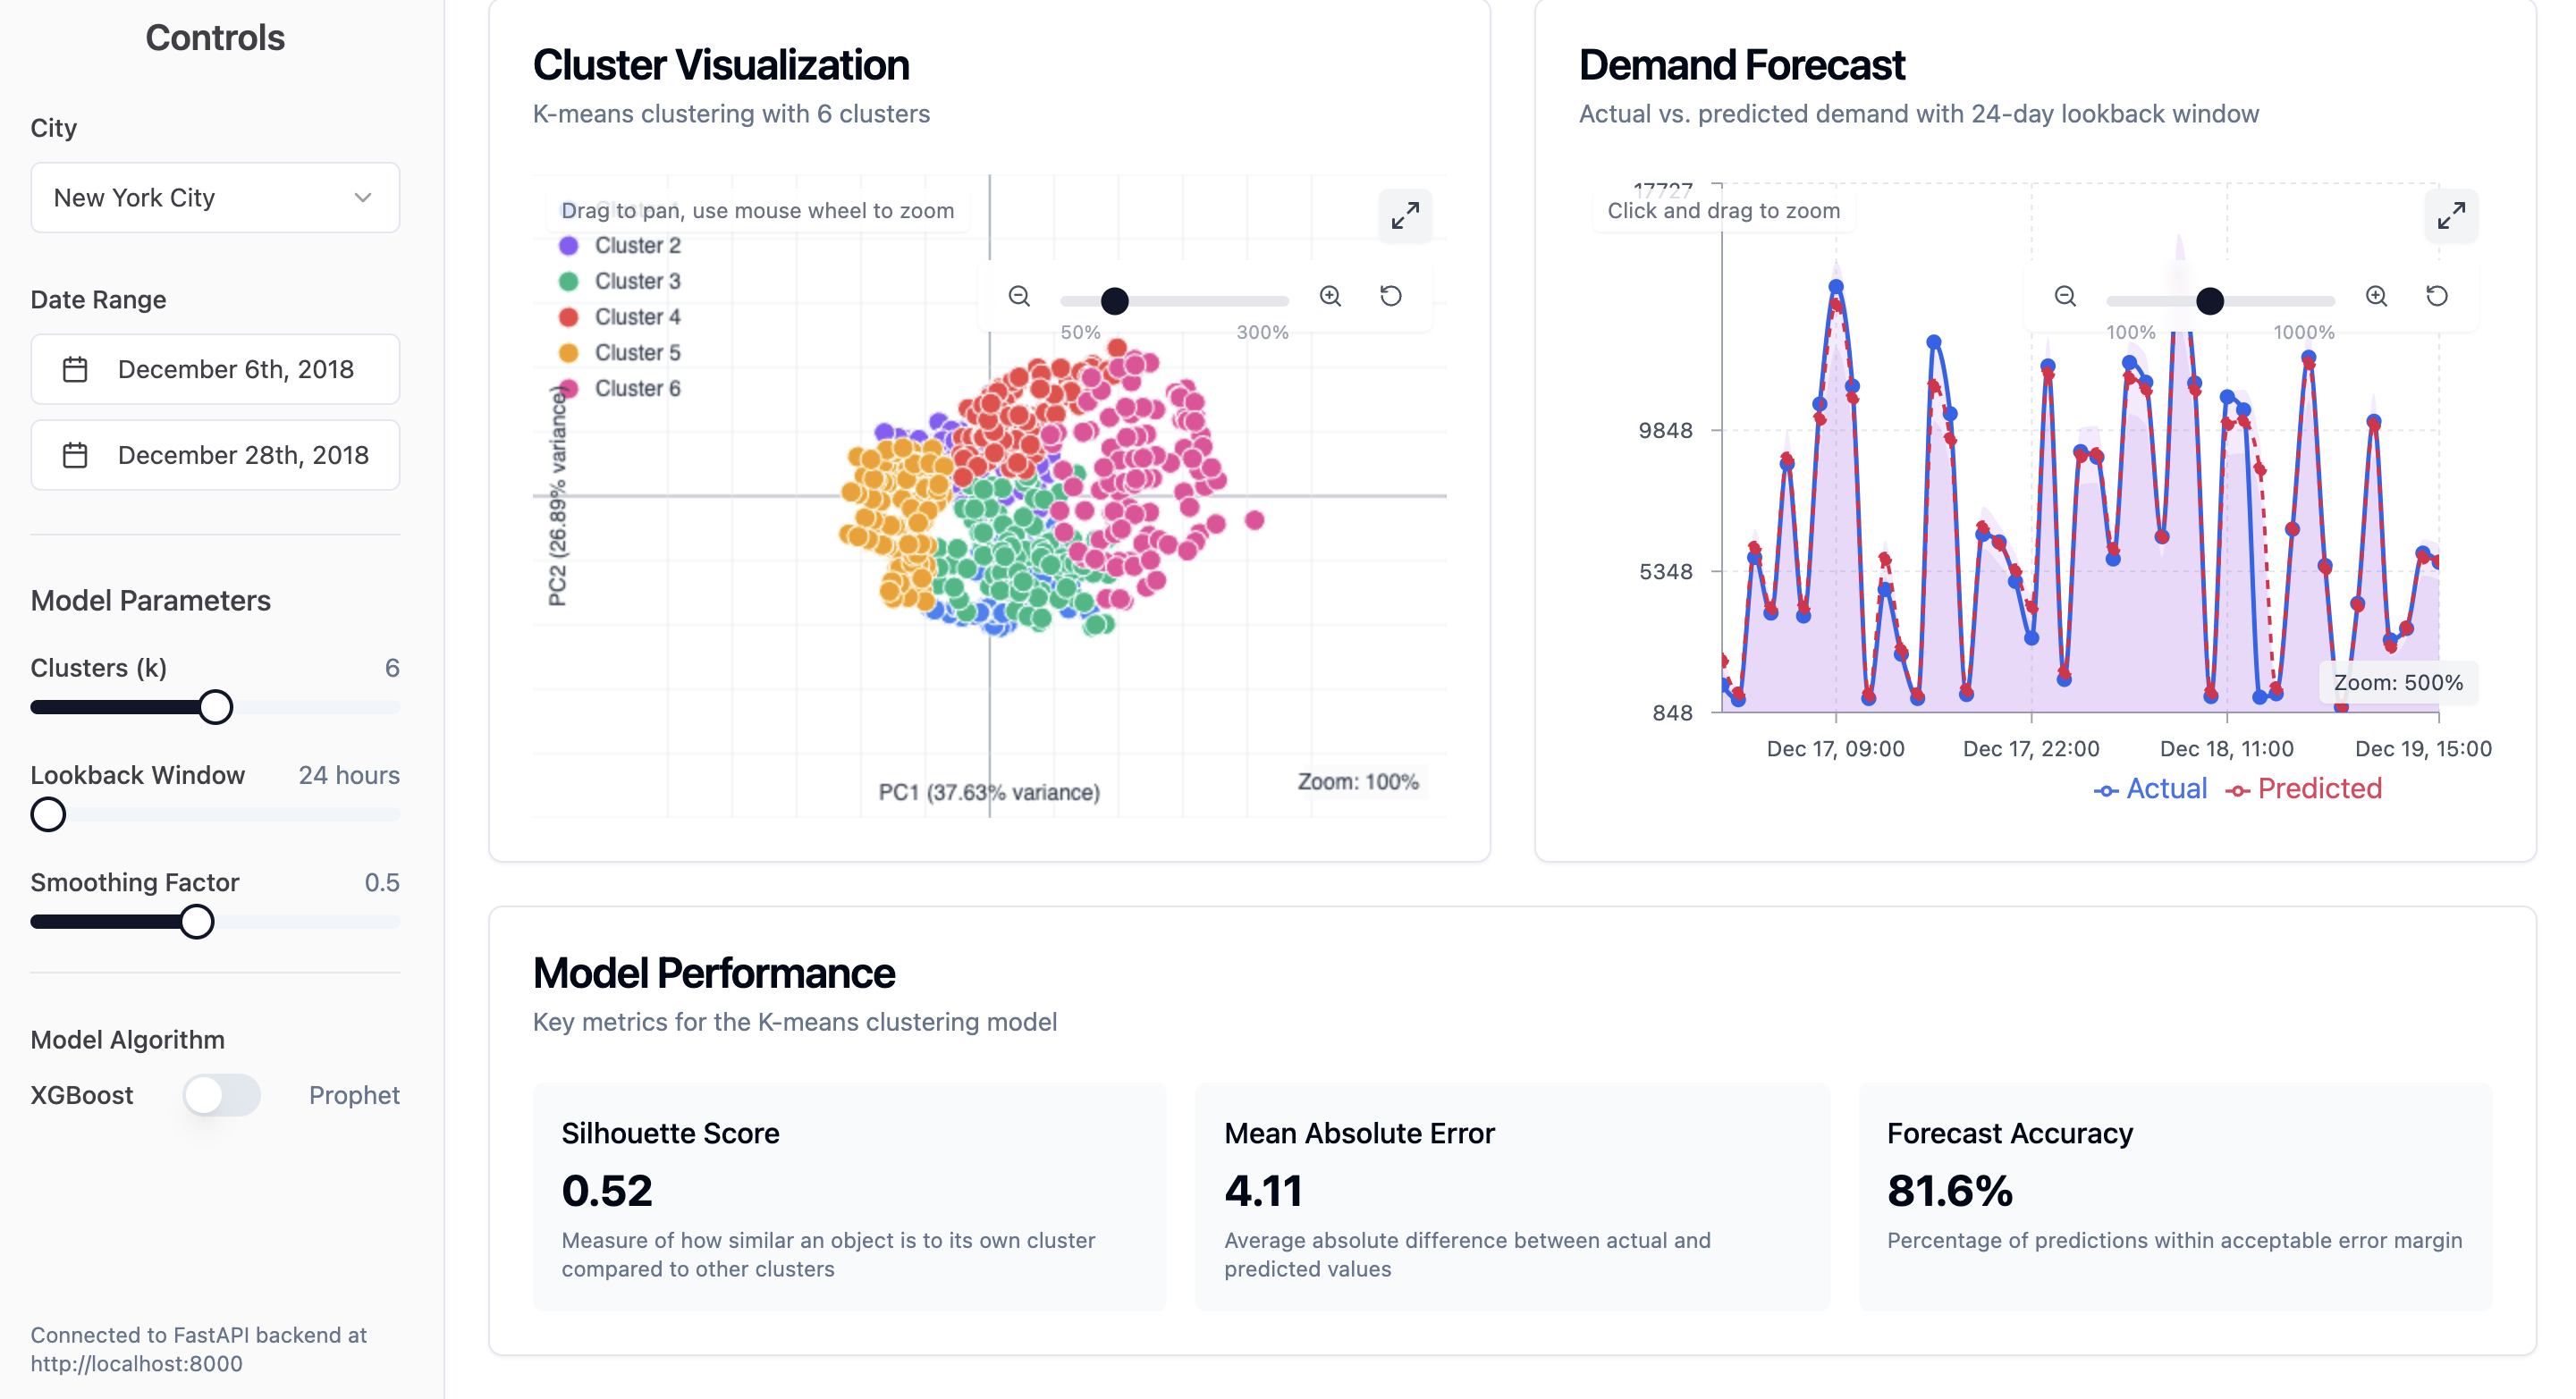 Controls
City
New York City
Date Range
December 6th, 2018
December 28th, 2018
Model Parameters
Clusters (k) 6
Lookback Window 24 hours
Smoothing Factor 0.5
Model Algorithm
XGBoost Prophet
Connected to FastAPI backend at
http://localhost:8000
Cluster Visualization
K-means clustering with 6 clusters
Drag to pan, use mouse wheel to zoom
Cluster 2
Cluster 3
Cluster 4
Cluster 5
Cluster 6
50% 300%
PC2 (26.89% variance)
PC1 (37.63% variance)
Zoom: 100%
Demand Forecast
Actual vs. predicted demand with 24-day lookback window
17727
Click and drag to zoom
100% 1000%
9848
5348
848
Zoom: 500%
Dec 17, 09:00 Dec 17, 22:00 Dec 18, 11:00 Dec 19, 15:00
Actual Predicted
Model Performance
Key metrics for the K-means clustering model
Silhouette Score
0.52
Measure of how similar an object is to its own cluster
compared to other clusters
Mean Absolute Error
4.11
Average absolute difference between actual and
predicted values
Forecast Accuracy
81.6%
Percentage of predictions within acceptable error margin